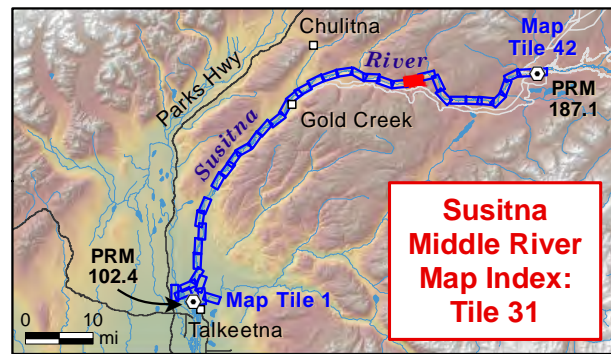 Chulitna
Map
Tile 42
River
Parks Hwy
PRM
187.1
Gold Creek
Susitna
Susitna
Middle River
Map Index:
Tile 31
PRM
102.4
Map Tile 1
Talkeetna
0 10
mi